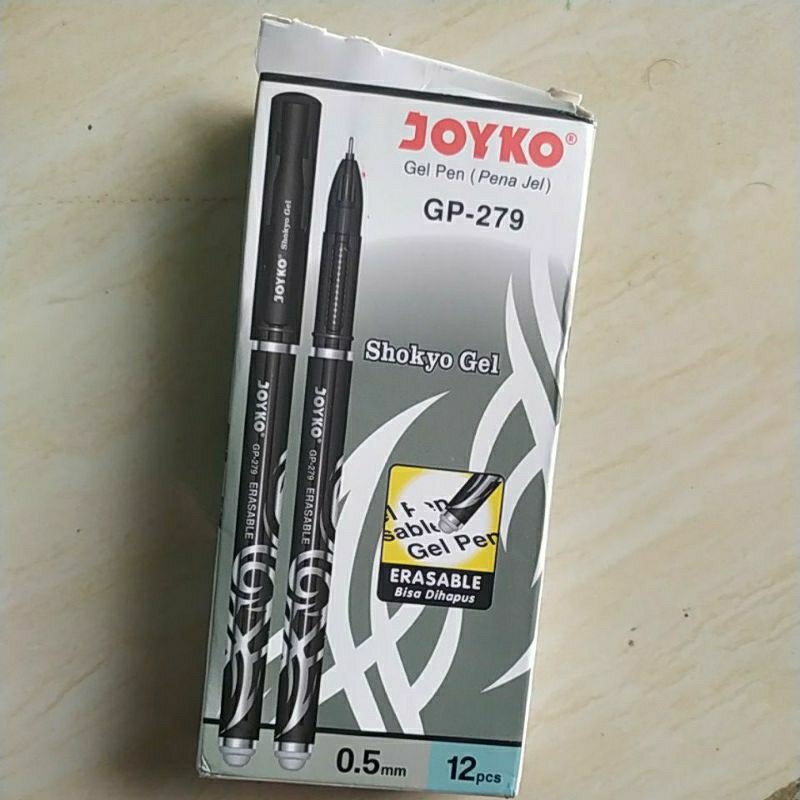 JOYKO®
Gel Pen (Pena Jel)
GP-279
JOYKO® Shokyo Gel
Shokyo Gel
JOYKO® GP-279 ERASABLE
JOYKO® GP-279 ERASABLE
Gel Pen
ERASABLE
Bisa Dihapus
0.5mm
12pcs